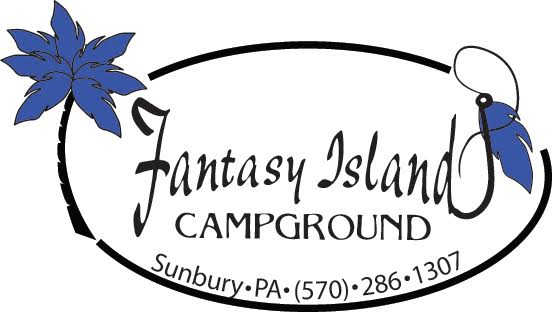 Fantasy Island
CAMPGROUND
Sunbury•PA•(570)•286•1307